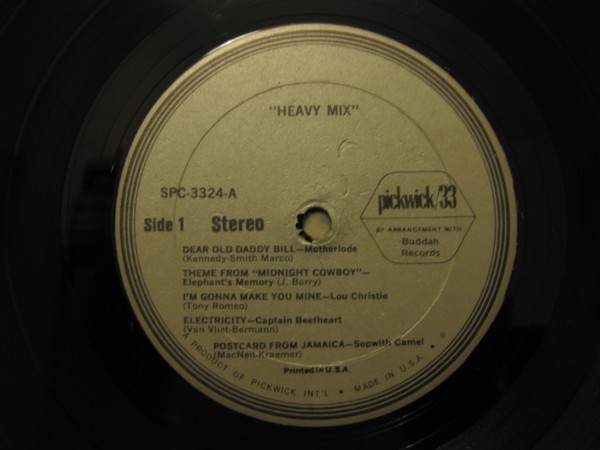 "HEAVY MIX"
SPC-3324-A
pickwick/33
Side 1 Stereo
BY ARRANGEMENT WITH
Buddah
Records
DEAR OLD DADDY BILL—Motherlode
(Kennedy-Smith-Marco)
THEME FROM "MIDNIGHT COWBOY"—
Elephant's Memory (J. Barry)
I'M GONNA MAKE YOU MINE—Lou Christie
(Tony Romeo)
ELECTRICITY—Captain Beefheart
(Van Vliet-Bermann)
POSTCARD FROM JAMAICA—Sopwith Camel
(MacNeil-Kraemer)
Printed in U.S.A.
A PRODUCT OF PICKWICK INT'L • MADE IN U.S.A. •